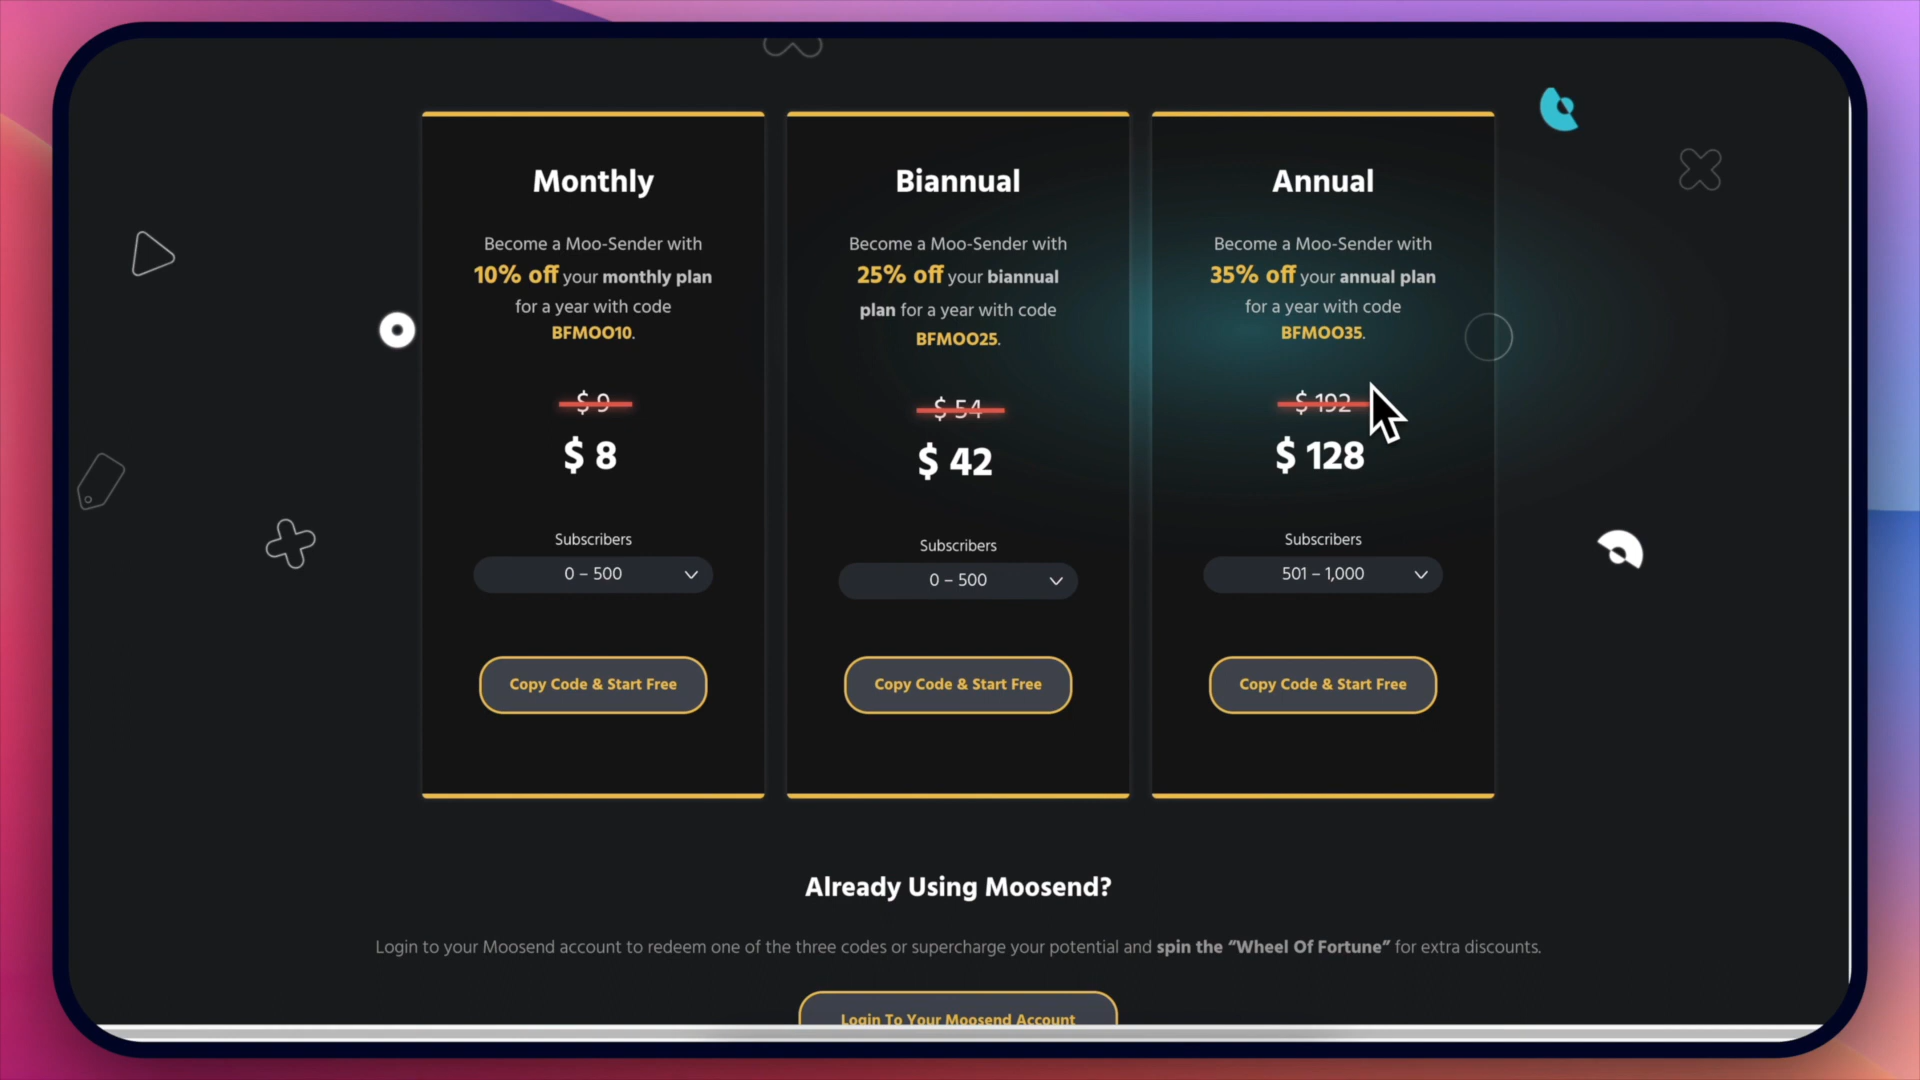 Monthly
Become a Moo-Sender with
10% off your monthly plan
for a year with code
BFMOO10.
$ 9
$ 8
Subscribers
0 – 500
Copy Code & Start Free
Biannual
Become a Moo-Sender with
25% off your biannual
plan for a year with code
BFMOO25.
$ 54
$ 42
Subscribers
0 – 500
Copy Code & Start Free
Annual
Become a Moo-Sender with
35% off your annual plan
for a year with code
BFMOO35.
$ 192
$ 128
Subscribers
501 – 1,000
Copy Code & Start Free
Already Using Moosend?
Login to your Moosend account to redeem one of the three codes or supercharge your potential and spin the “Wheel Of Fortune” for extra discounts.
Login To Your Moosend Account